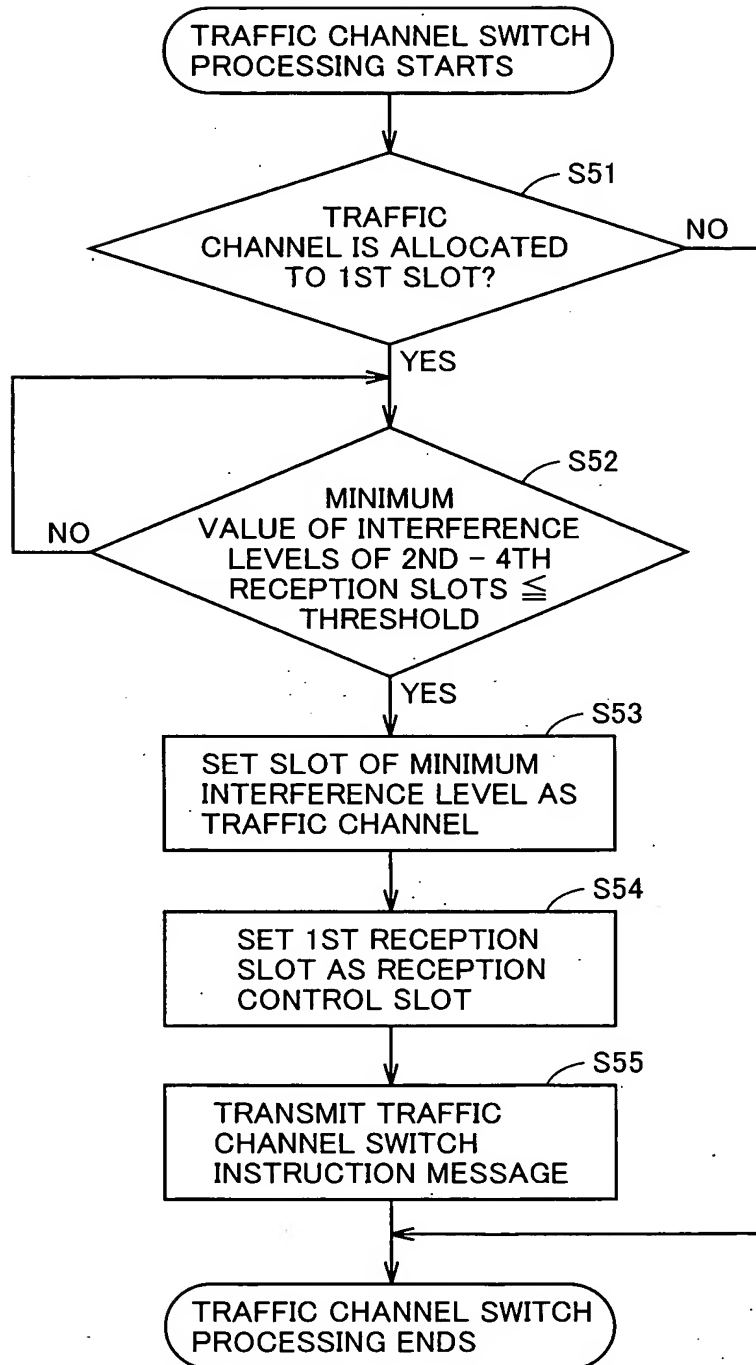 TRAFFIC CHANNEL SWITCH
PROCESSING STARTS
S51
TRAFFIC
CHANNEL IS ALLOCATED
TO 1ST SLOT?
NO
YES
S52
MINIMUM
VALUE OF INTERFERENCE
LEVELS OF 2ND – 4TH
RECEPTION SLOTS ≦
THRESHOLD
NO
YES
S53
SET SLOT OF MINIMUM
INTERFERENCE LEVEL AS
TRAFFIC CHANNEL
S54
SET 1ST RECEPTION
SLOT AS RECEPTION
CONTROL SLOT
S55
TRANSMIT TRAFFIC
CHANNEL SWITCH
INSTRUCTION MESSAGE
TRAFFIC CHANNEL SWITCH
PROCESSING ENDS